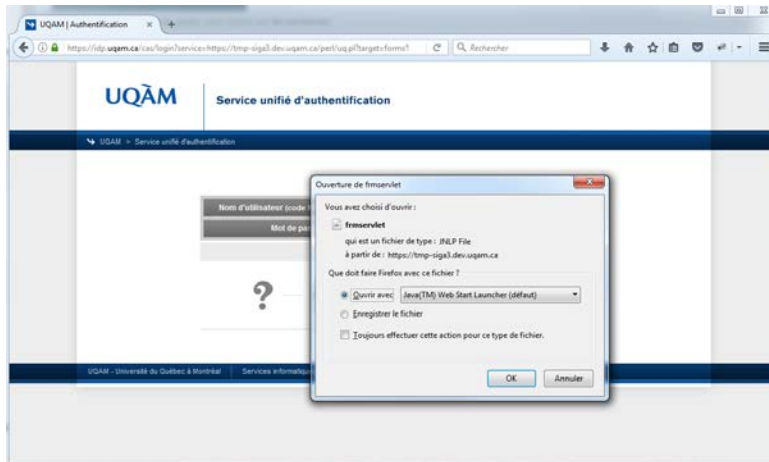 UQAM | Authentification
https://idp.uqam.ca/cas/login?service=https://tmp-siga3.dev.uqam.ca/perl/uq.pl?target=forms!
Rechercher
UQÀM
Service unifié d'authentification
UQAM > Service unifié d'authentification
Nom d'utilisateur (code
Mot de pa
?
Ouverture de frmservlet
Vous avez choisi d'ouvrir :
frmservlet
qui est un fichier de type : JNLP File
à partir de : https://tmp-siga3.dev.uqam.ca
Que doit faire Firefox avec ce fichier ?
Ouvrir avec Java(TM) Web Start Launcher (défaut)
Enregistrer le fichier
Toujours effectuer cette action pour ce type de fichier.
OK Annuler
UQAM - Université du Québec à Montréal Services informatiqu